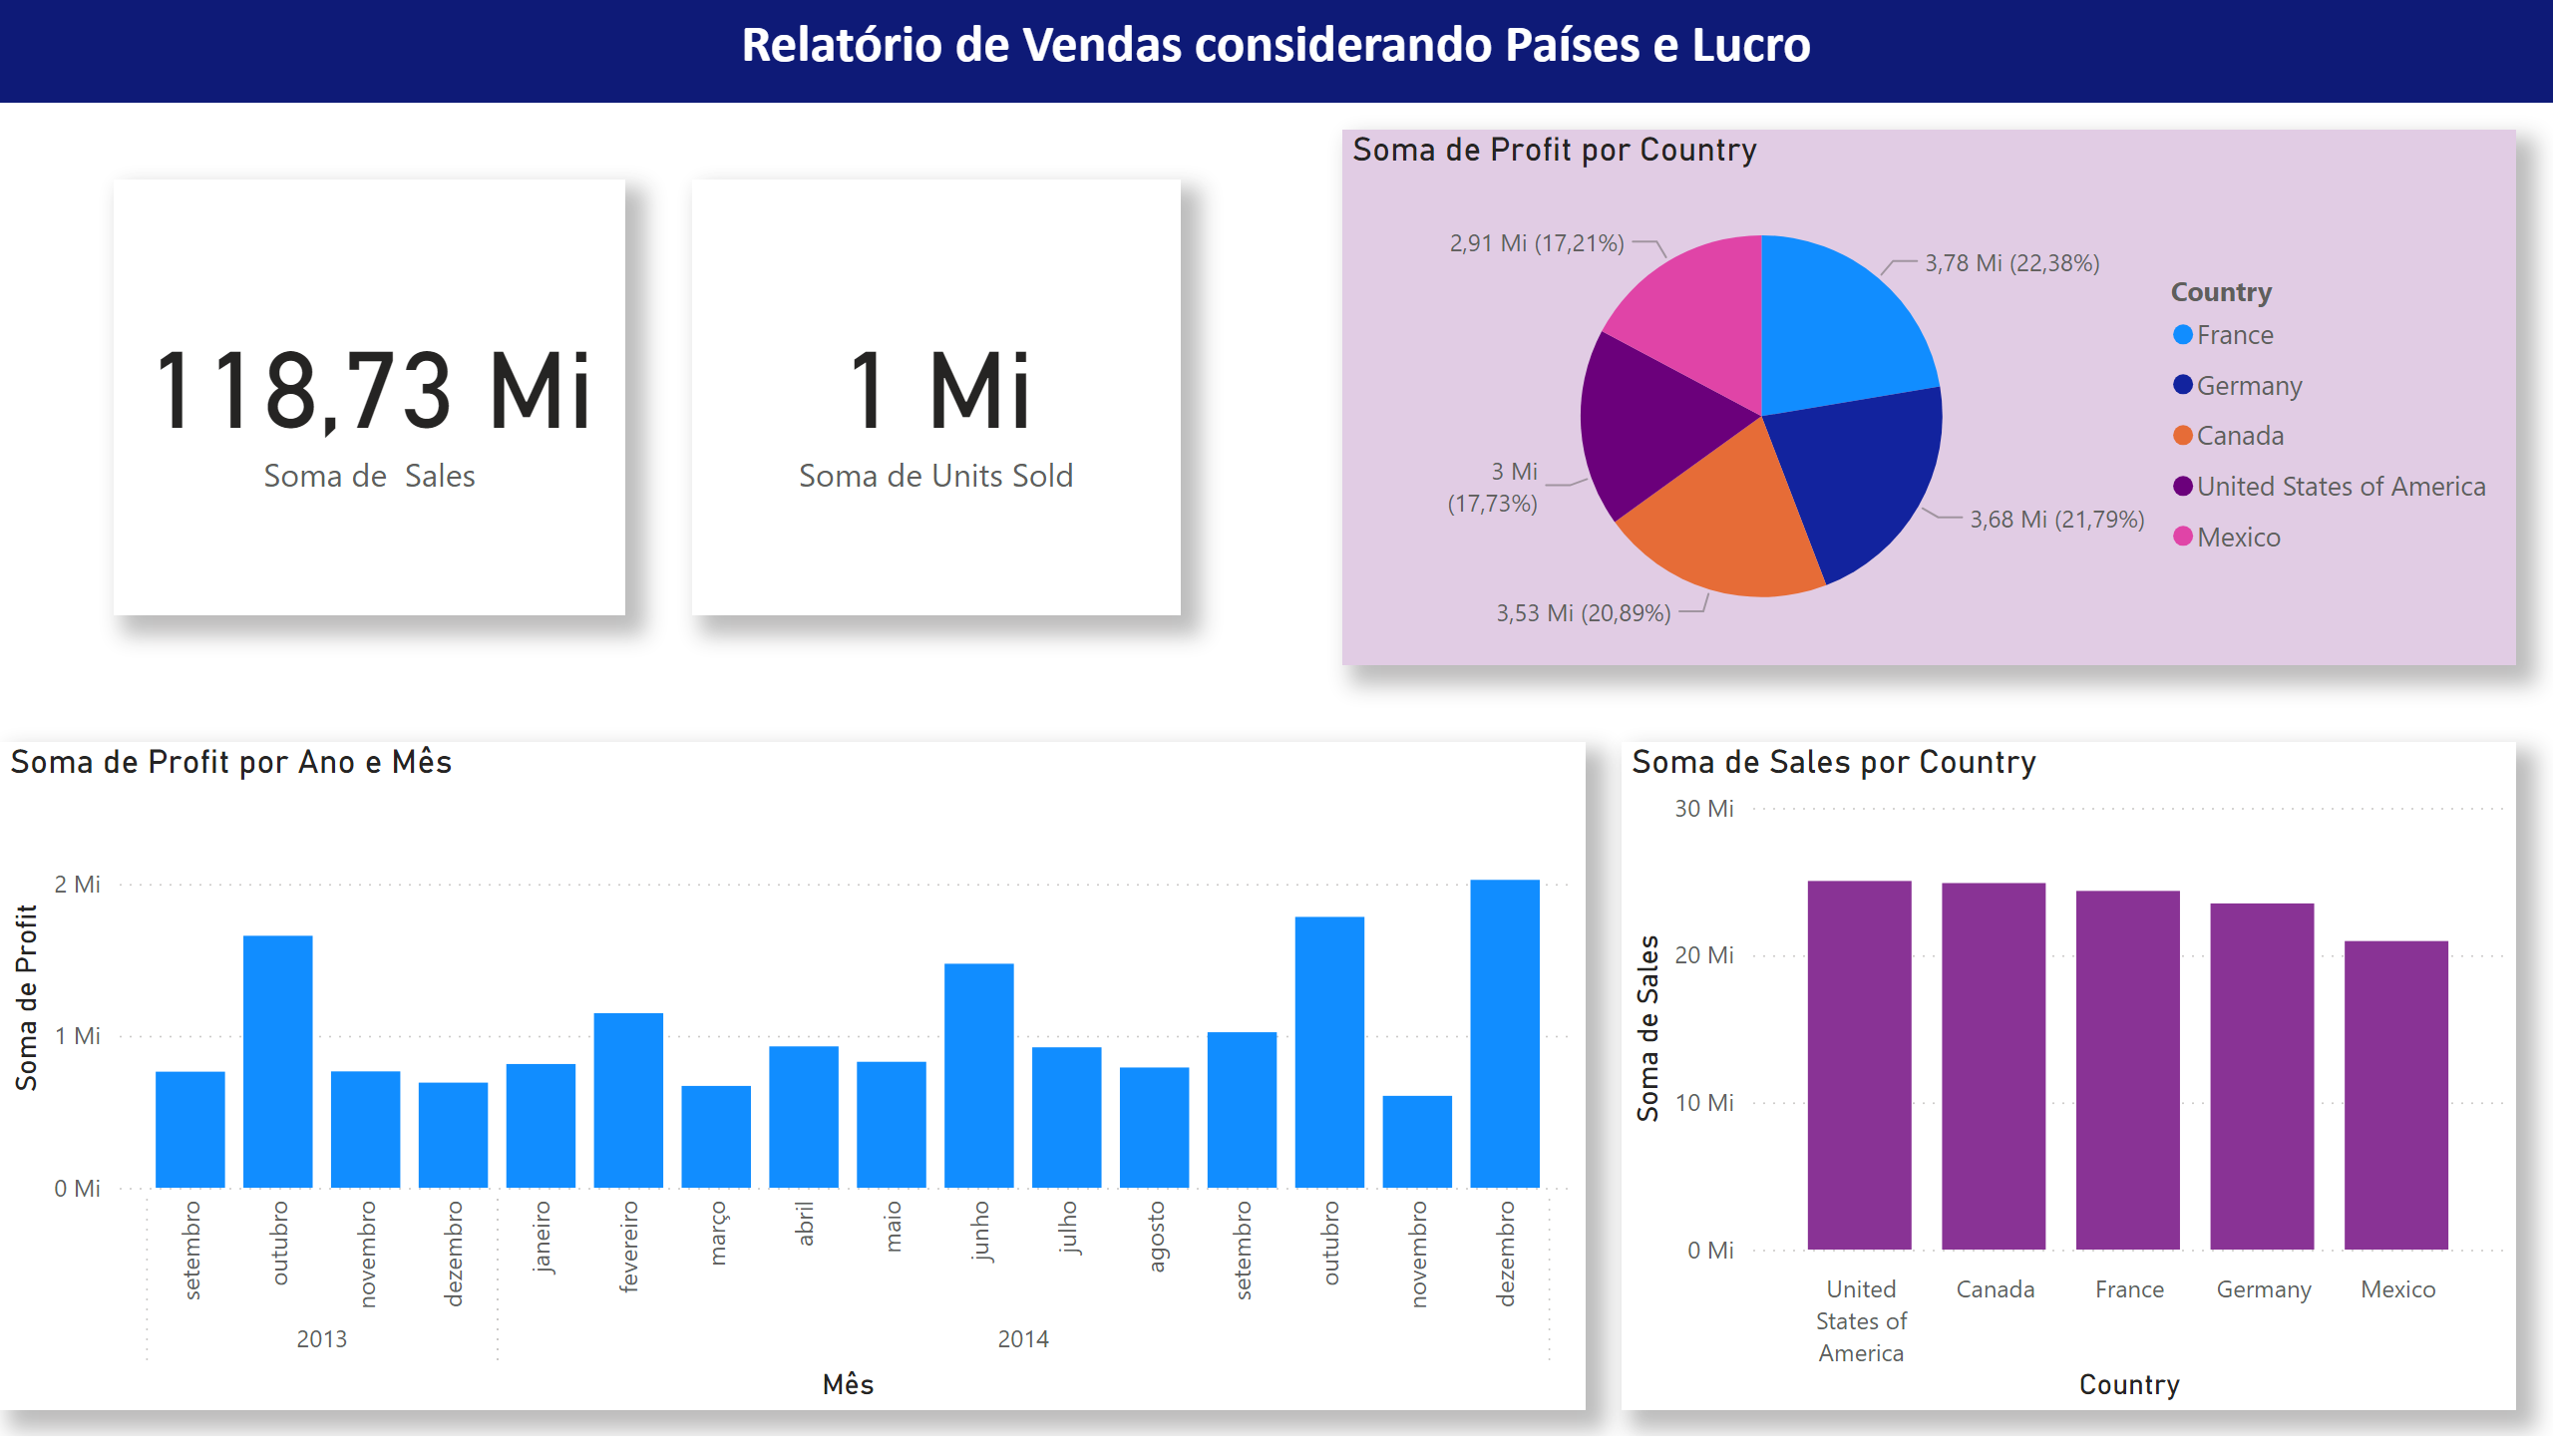 Relatório de Vendas considerando Países e Lucro
118,73 Mi
Soma de  Sales
1 Mi
Soma de Units Sold
Soma de Profit por Country
2,91 Mi (17,21%)
3,78 Mi (22,38%)
3 Mi
(17,73%)
3,68 Mi (21,79%)
3,53 Mi (20,89%)
Country
France
Germany
Canada
United States of America
Mexico
Soma de Profit por Ano e Mês
Soma de Profit
2 Mi
1 Mi
0 Mi
setembro
outubro
novembro
dezembro
janeiro
fevereiro
março
abril
maio
junho
julho
agosto
setembro
outubro
novembro
dezembro
2013
2014
Mês
Soma de Sales por Country
Soma de Sales
30 Mi
20 Mi
10 Mi
0 Mi
United
States of
America
Canada
France
Germany
Mexico
Country